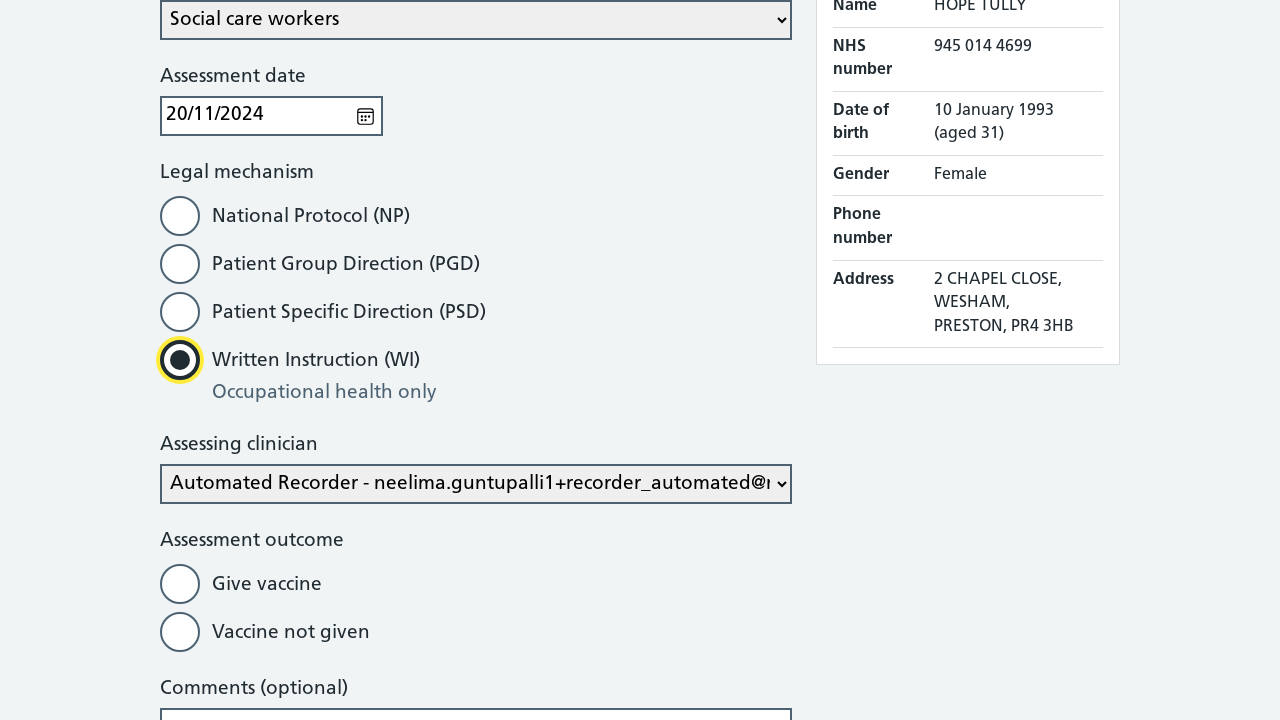 Social care workers
Assessment date
20/11/2024
Legal mechanism
National Protocol (NP)
Patient Group Direction (PGD)
Patient Specific Direction (PSD)
Written Instruction (WI)
Occupational health only
Assessing clinician
Automated Recorder - neelima.guntupalli1+recorder_automated@
Assessment outcome
Give vaccine
Vaccine not given
Comments (optional)
Name HOPE TULLY
NHS number 945 014 4699
Date of birth 10 January 1993 (aged 31)
Gender Female
Phone number
Address 2 CHAPEL CLOSE,
WESHAM,
PRESTON, PR4 3HB